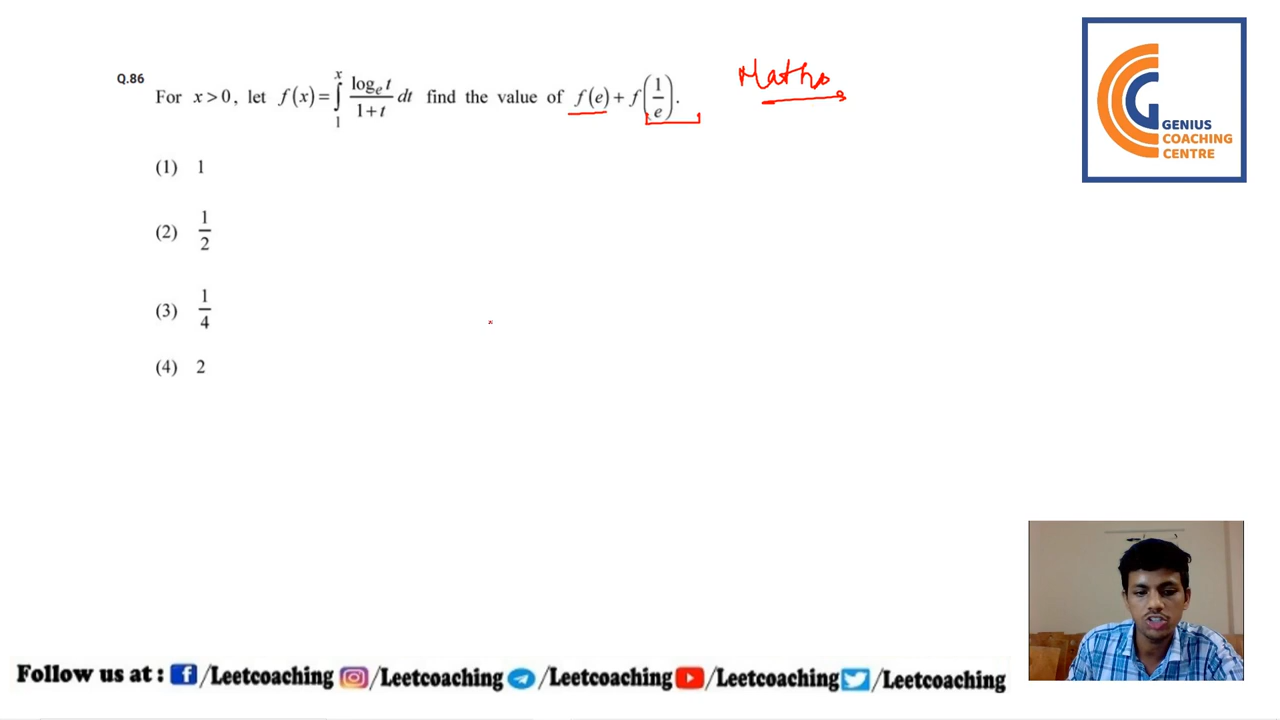 Q.86
For x > 0, let f(x) = ∫₁ˣ logₑt / 1+t dt find the value of f(e) + f(1/e).
Maths
(1) 1
(2) 1/2
(3) 1/4
(4) 2
GENIUS
COACHING
CENTRE
Follow us at : /Leetcoaching /Leetcoaching /Leetcoaching /Leetcoaching /Leetcoaching